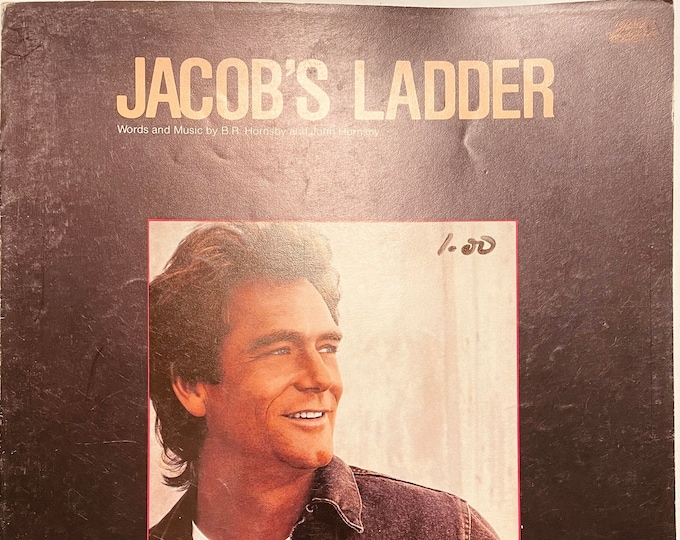 JACOB'S LADDER
Words and Music by B.R. Hornsby and John Hornsby
1.00